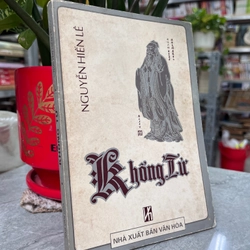 NGUYỄN HIẾN LÊ
Khổng Tử
NHÀ XUẤT BẢN VĂN HÓA